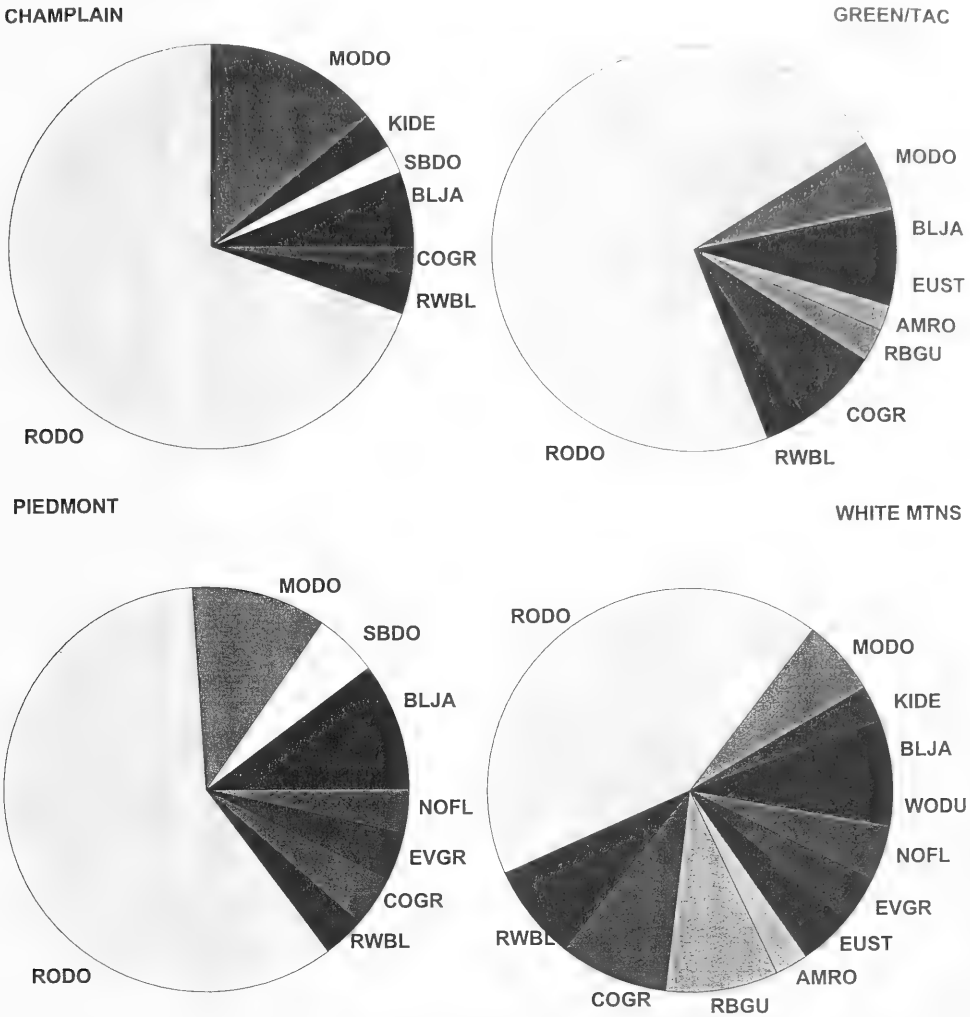 CHAMPLAIN
MODO
KIDE
SBDO
BLJA
COGR
RWBL
RODO
GREEN/TAC
MODO
BLJA
EUST
AMRO
RBGU
COGR
RWBL
RODO
PIEDMONT
MODO
SBDO
BLJA
NOFL
EVGR
COGR
RWBL
RODO
WHITE MTNS
RODO
MODO
KIDE
BLJA
WODU
NOFL
EVGR
EUST
AMRO
RBGU
COGR
RWBL